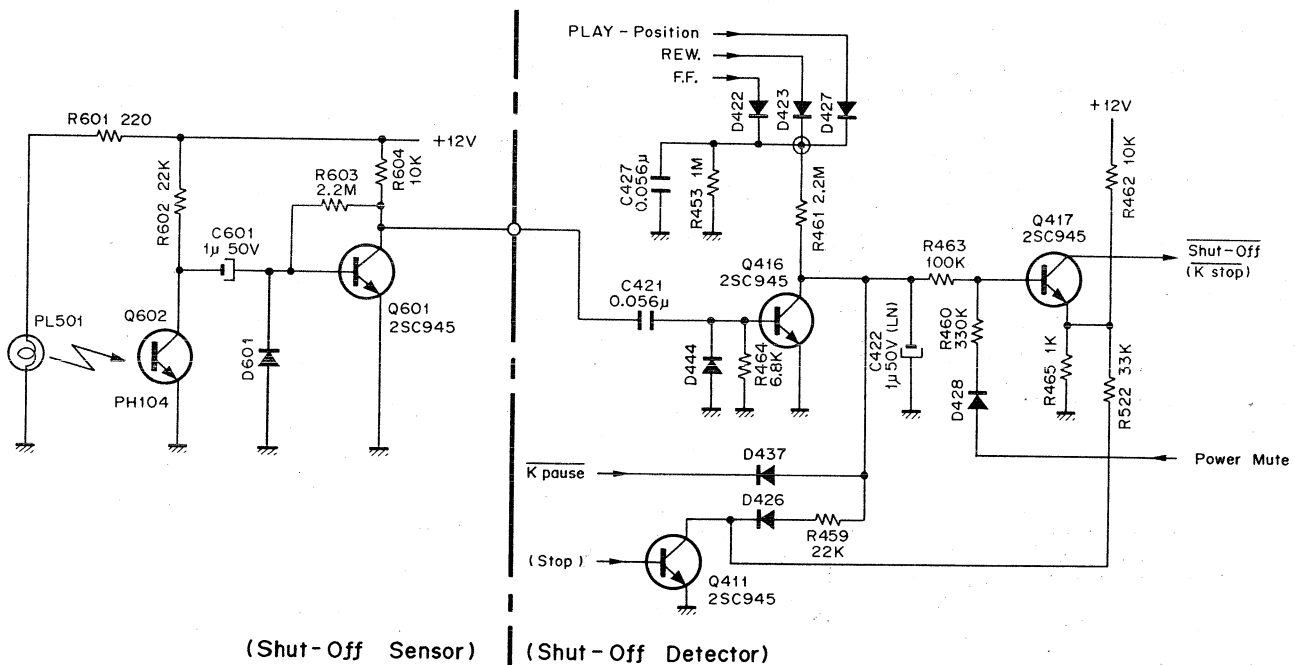 PLAY - Position
REW.
F.F.
D422
D423
D427
+12V
R601 220
+12V
R602 22K
R603
2.2M
R604
10K
C427
0.056µ
R453 1M
R461 2.2M
R462 10K
C601
1µ 50V
Q601
2SC945
Q416
2SC945
R463
100K
Q417
2SC945
Shut-Off
(K stop)
PL501
Q602
PH104
D601
C421
0.056µ
D444
R464
6.8K
C422
1µ50V (LN)
R460
330K
D428
R465 1K
R522 33K
K pause
D437
Power Mute
D426
R459
22K
(Stop)
Q411
2SC945
(Shut-Off Sensor)
(Shut-Off Detector)